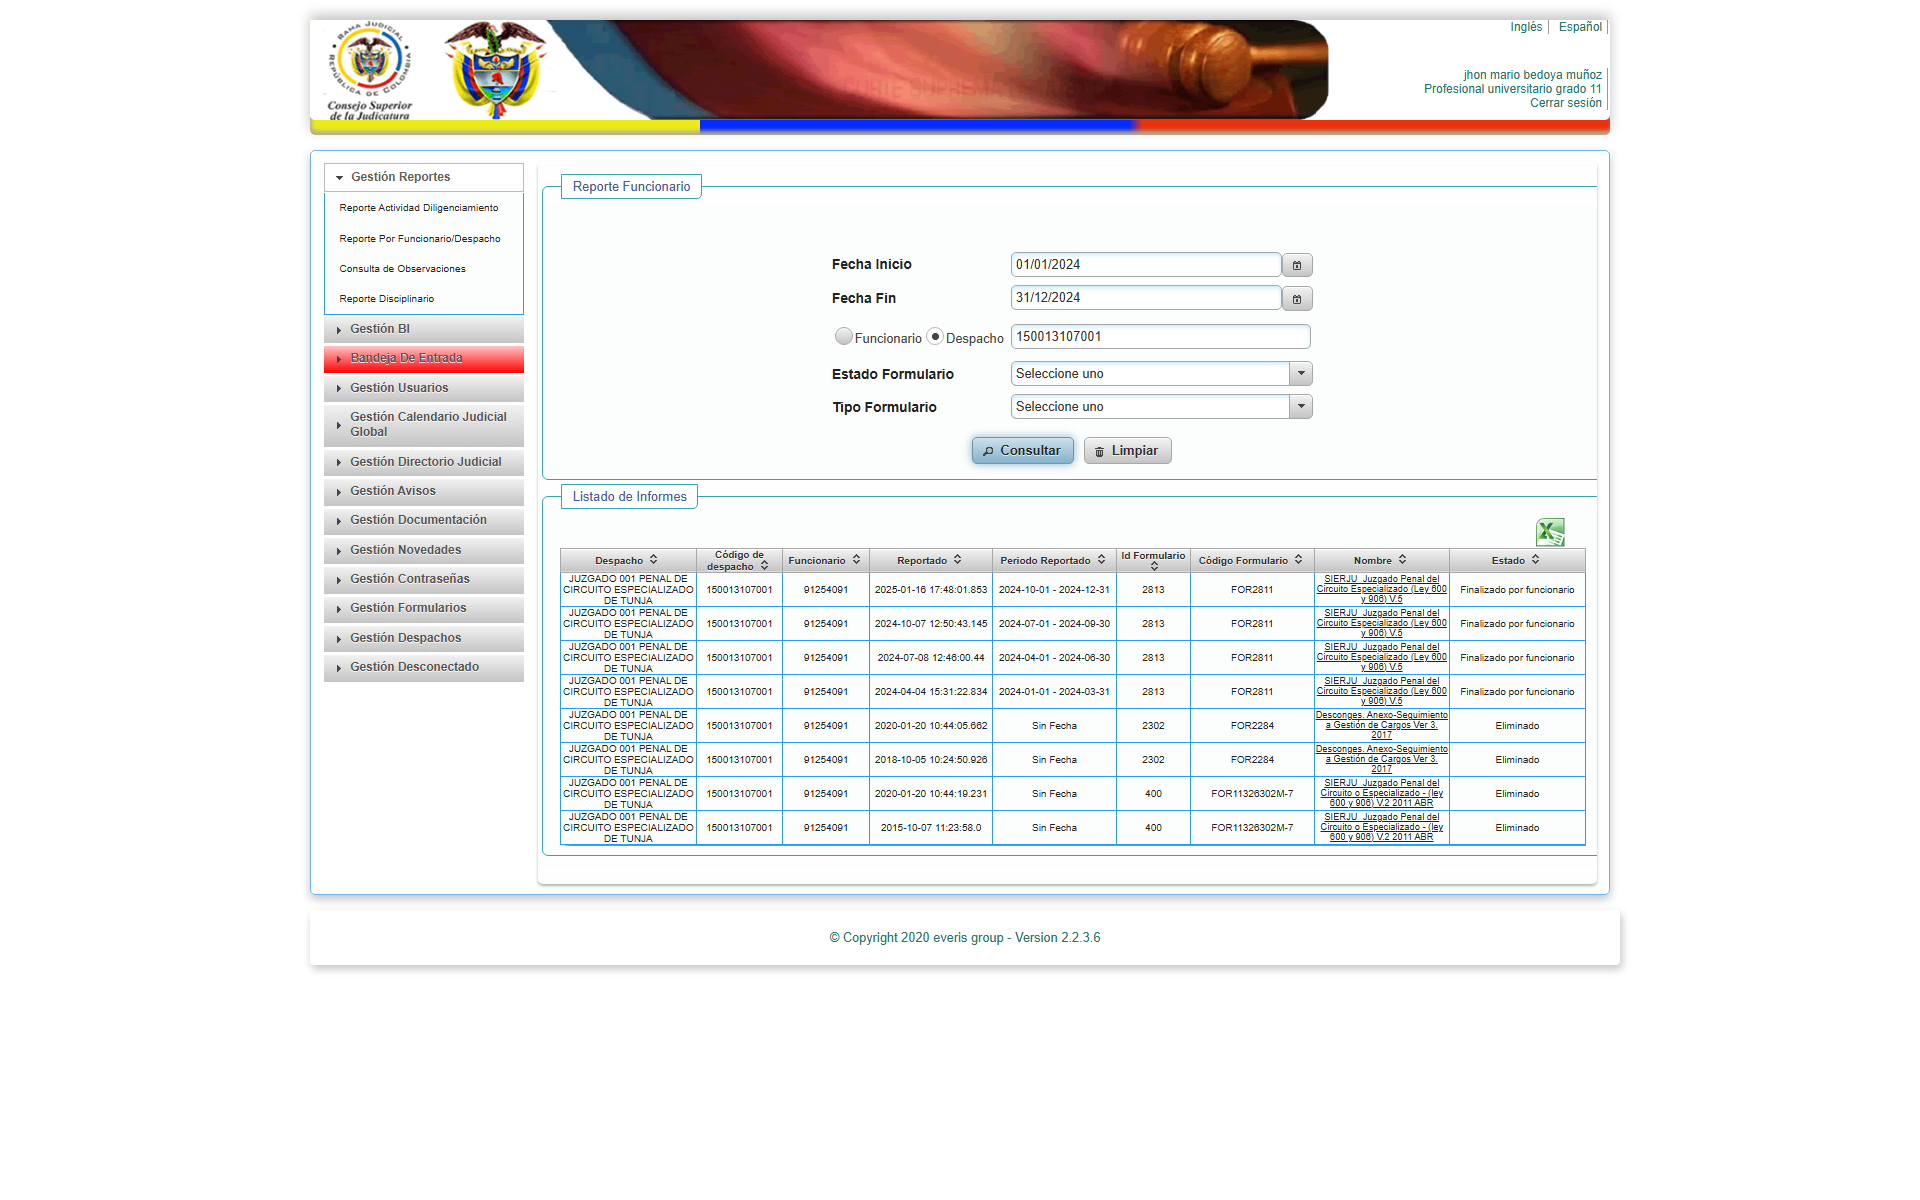 RAMA JUDICIAL
REPÚBLICA DE COLOMBIA
Consejo Superior
de la Judicatura
Inglés
Español
jhon mario bedoya muñoz
Profesional universitario grado 11
Cerrar sesión
Gestión Reportes
Reporte Actividad Diligenciamiento
Reporte Por Funcionario/Despacho
Consulta de Observaciones
Reporte Disciplinario
Gestión BI
Bandeja De Entrada
Gestión Usuarios
Gestión Calendario Judicial
Global
Gestión Directorio Judicial
Gestión Avisos
Gestión Documentación
Gestión Novedades
Gestión Contraseñas
Gestión Formularios
Gestión Despachos
Gestión Desconectado
Reporte Funcionario
Fecha Inicio 01/01/2024
Fecha Fin 31/12/2024
Funcionario Despacho 150013107001
Estado Formulario Seleccione uno
Tipo Formulario Seleccione uno
Consultar Limpiar
Listado de Informes
Despacho Código de despacho Funcionario Reportado Periodo Reportado Id Formulario Código Formulario Nombre Estado
JUZGADO 001 PENAL DE CIRCUITO ESPECIALIZADO DE TUNJA 150013107001 91254091 2025-01-16 17:48:01.853 2024-10-01 - 2024-12-31 2813 FOR2811 SIERJU Juzgado Penal del Circuito Especializado (Ley 600 y 906) V.5 Finalizado por funcionario
JUZGADO 001 PENAL DE CIRCUITO ESPECIALIZADO DE TUNJA 150013107001 91254091 2024-10-07 12:50:43.145 2024-07-01 - 2024-09-30 2813 FOR2811 SIERJU Juzgado Penal del Circuito Especializado (Ley 600 y 906) V.5 Finalizado por funcionario
JUZGADO 001 PENAL DE CIRCUITO ESPECIALIZADO DE TUNJA 150013107001 91254091 2024-07-08 12:46:00.44 2024-04-01 - 2024-06-30 2813 FOR2811 SIERJU Juzgado Penal del Circuito Especializado (Ley 600 y 906) V.5 Finalizado por funcionario
JUZGADO 001 PENAL DE CIRCUITO ESPECIALIZADO DE TUNJA 150013107001 91254091 2024-04-04 15:31:22.834 2024-01-01 - 2024-03-31 2813 FOR2811 SIERJU Juzgado Penal del Circuito Especializado (Ley 600 y 906) V.5 Finalizado por funcionario
JUZGADO 001 PENAL DE CIRCUITO ESPECIALIZADO DE TUNJA 150013107001 91254091 2020-01-20 10:44:05.662 Sin Fecha 2302 FOR2284 Desconges. Anexo-Seguimiento a Gestión de Cargos Ver 3. 2017 Eliminado
JUZGADO 001 PENAL DE CIRCUITO ESPECIALIZADO DE TUNJA 150013107001 91254091 2018-10-05 10:24:50.926 Sin Fecha 2302 FOR2284 Desconges. Anexo-Seguimiento a Gestión de Cargos Ver 3. 2017 Eliminado
JUZGADO 001 PENAL DE CIRCUITO ESPECIALIZADO DE TUNJA 150013107001 91254091 2020-01-20 10:44:19.231 Sin Fecha 400 FOR11326302M-7 SIERJU Juzgado Penal del Circuito o Especializado - (ley 600 y 906) V.2 2011 ABR Eliminado
JUZGADO 001 PENAL DE CIRCUITO ESPECIALIZADO DE TUNJA 150013107001 91254091 2015-10-07 11:23:58.0 Sin Fecha 400 FOR11326302M-7 SIERJU Juzgado Penal del Circuito o Especializado - (ley 600 y 906) V.2 2011 ABR Eliminado
© Copyright 2020 everis group - Version 2.2.3.6